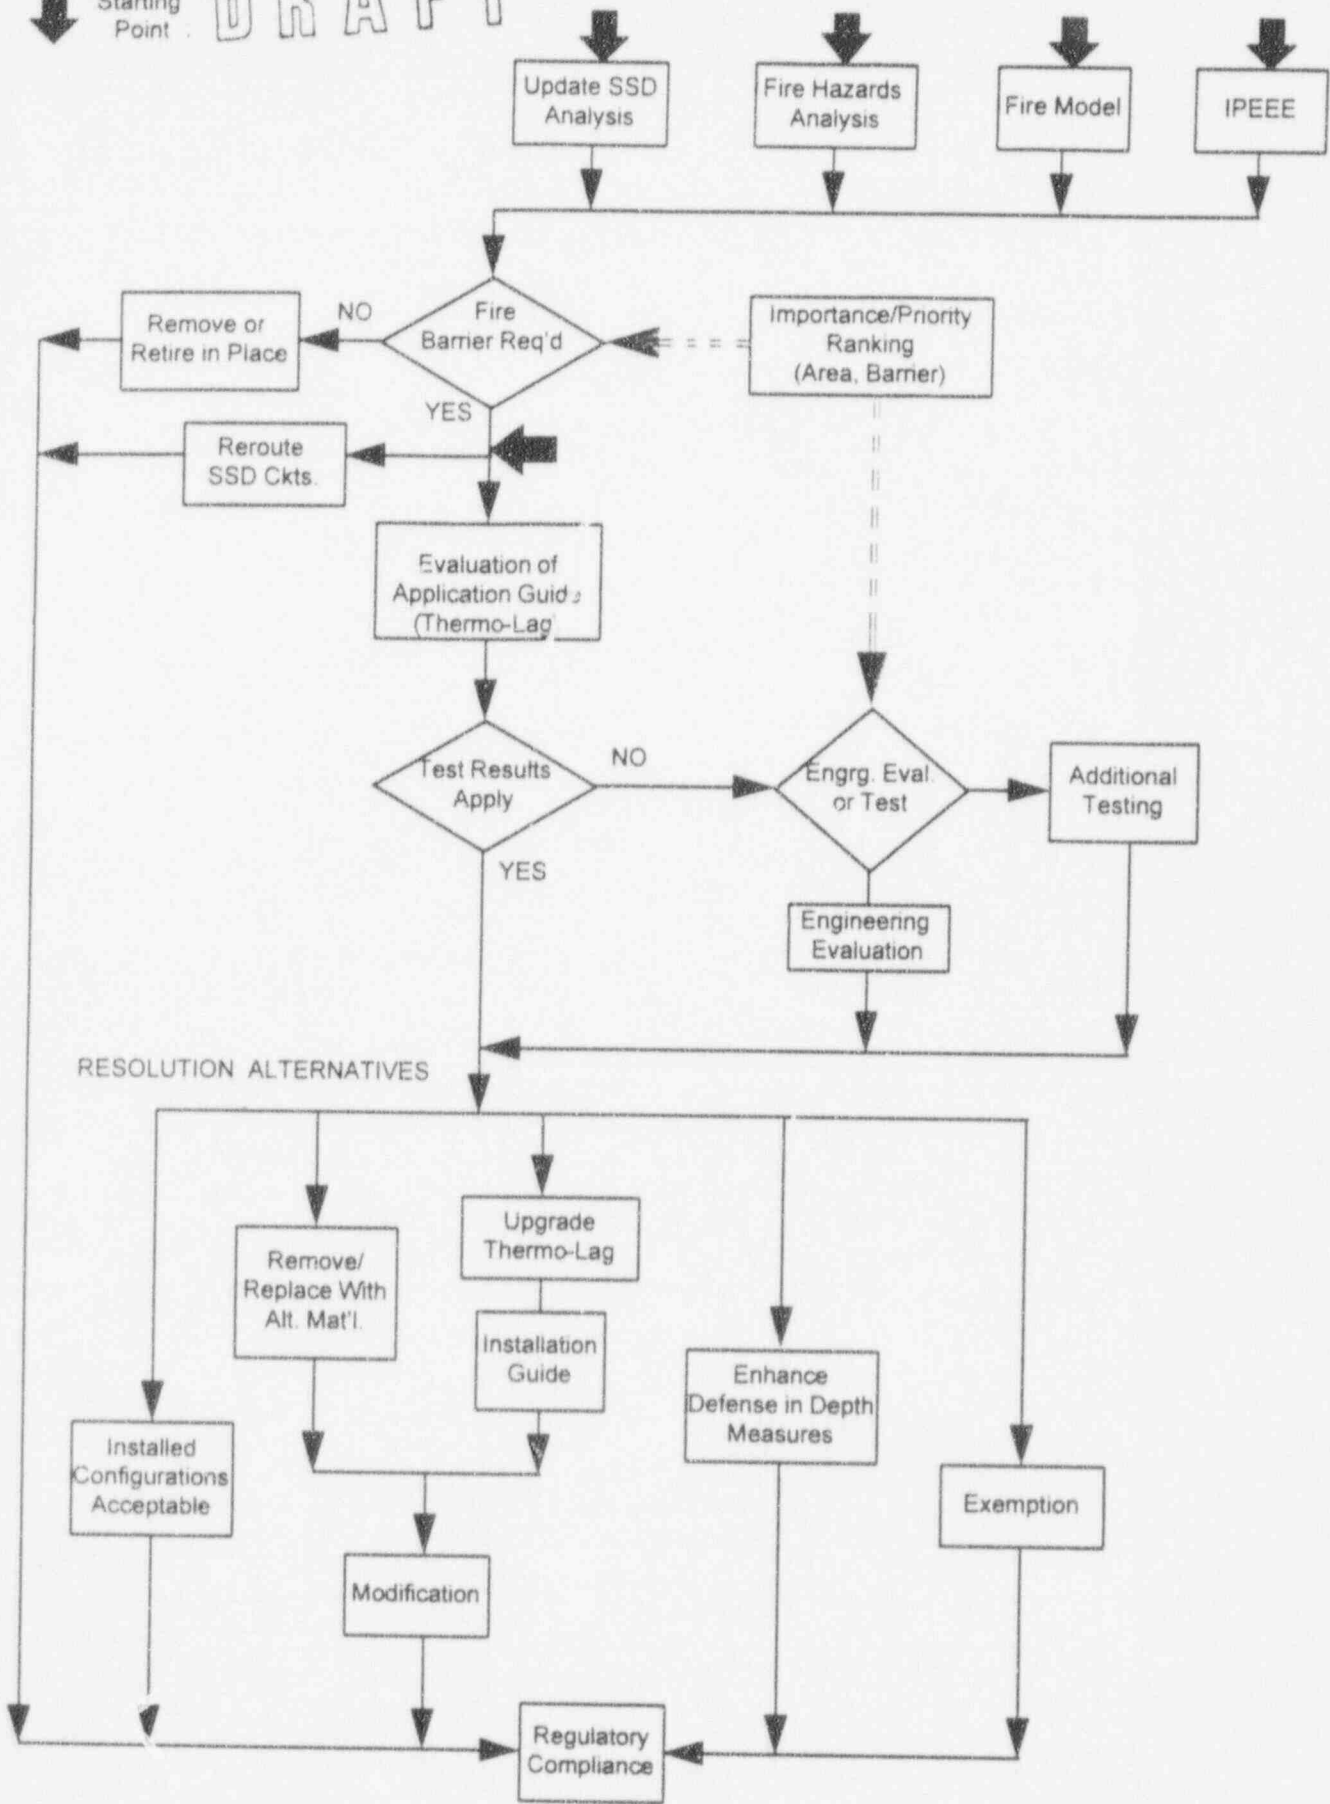 Starting
Point
DRAFT
Update SSD
Analysis
Fire Hazards
Analysis
Fire Model
IPEEE
Fire
Barrier Req'd
NO
Remove or
Retire in Place
Importance/Priority
Ranking
(Area, Barrier)
YES
Reroute
SSD Ckts.
Evaluation of
Application Guide
(Thermo-Lag
Test Results
Apply
NO
Engrg. Eval.
or Test
Additional
Testing
YES
Engineering
Evaluation
RESOLUTION ALTERNATIVES
Upgrade
Thermo-Lag
Remove/
Replace With
Alt. Mat'l.
Installation
Guide
Enhance
Defense in Depth
Measures
Installed
Configurations
Acceptable
Exemption
Modification
Regulatory
Compliance